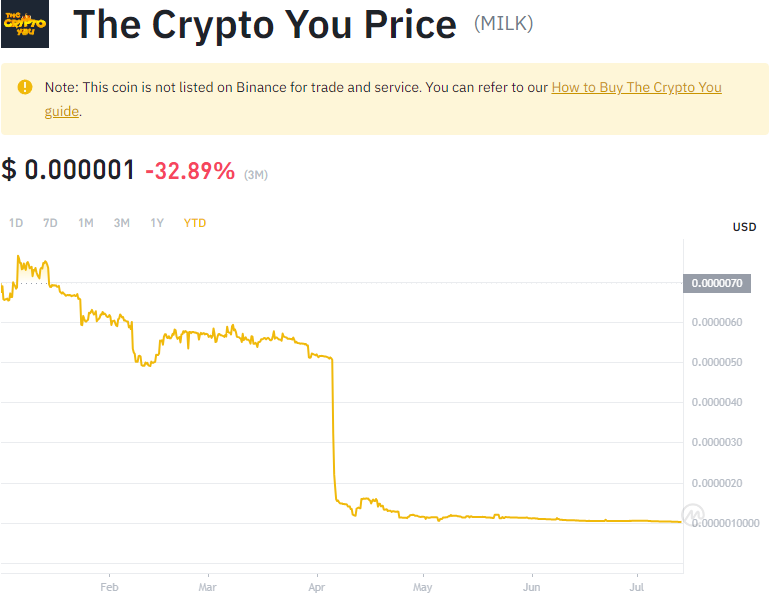 THE
CRYPTO
YOU
The Crypto You Price (MILK)
Note: This coin is not listed on Binance for trade and service. You can refer to our How to Buy The Crypto You
guide.
$ 0.000001 -32.89% (3M)
1D 7D 1M 3M 1Y YTD
USD
0.0000070
0.0000060
0.0000050
0.0000040
0.0000030
0.0000020
0.0000010000
Feb Mar Apr May Jun Jul